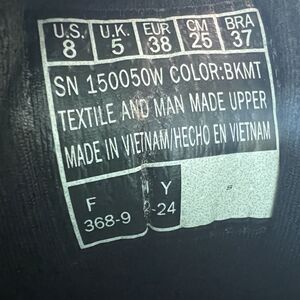 U.S. U.K. EUR CM BRA
8 5 38 25 37
SN 150050W COLOR:BKMT
TEXTILE AND MAN MADE UPPER
MADE IN VIETNAM/HECHO EN VIETNAM
F Y
368-9 -24